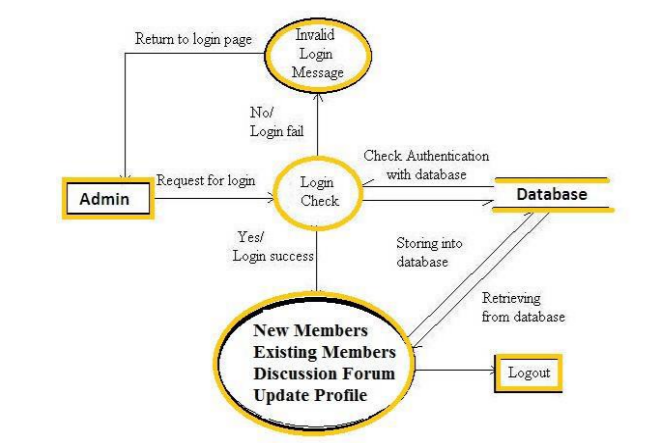 Invalid
Login
Message
Return to login page
No/
Login fail
Check Authentication
with database
Admin
Request for login
Login
Check
Database
Yes/
Login success
Storing into
database
Retrieving
from database
New Members
Existing Members
Discussion Forum
Update Profile
Logout